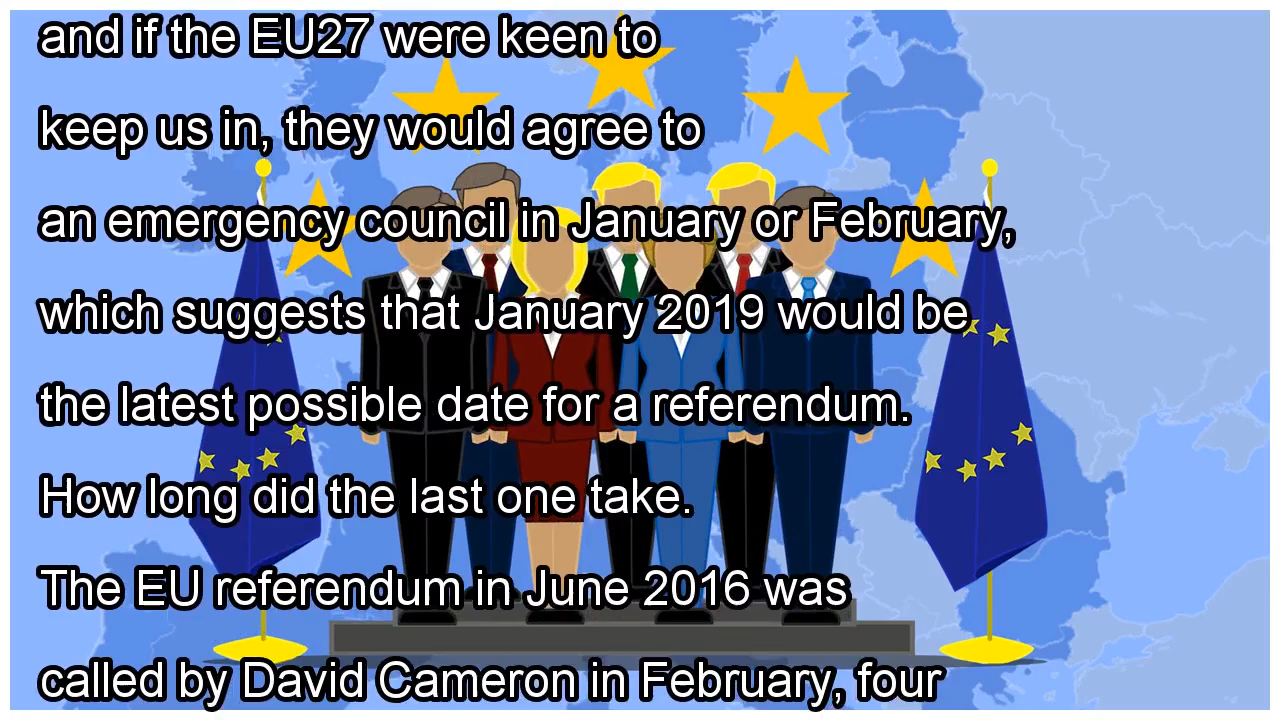 and if the EU27 were keen to
keep us in, they would agree to
an emergency council in January or February,
which suggests that January 2019 would be
the latest possible date for a referendum.
How long did the last one take.
The EU referendum in June 2016 was
called by David Cameron in February, four